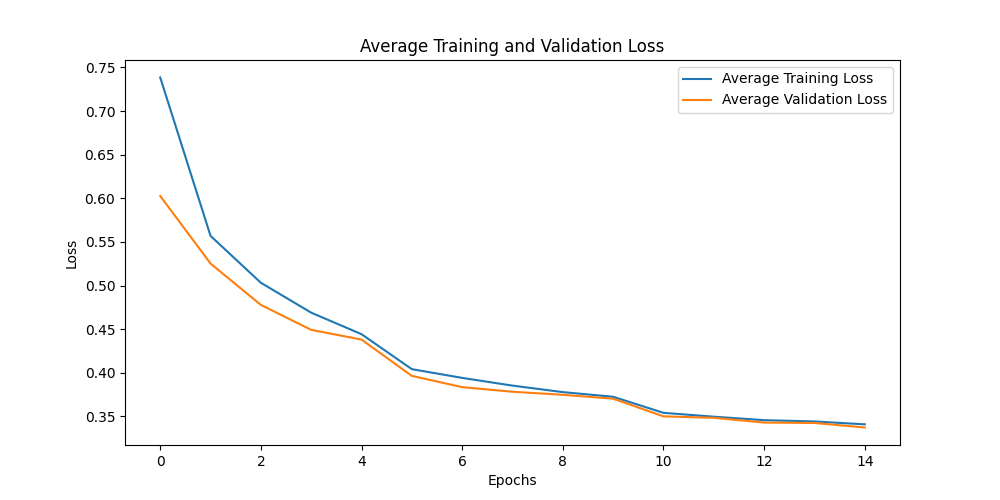 Average Training and Validation Loss
Average Training Loss
Average Validation Loss
Loss
0.75
0.70
0.65
0.60
0.55
0.50
0.45
0.40
0.35
0 2 4 6 8 10 12 14
Epochs